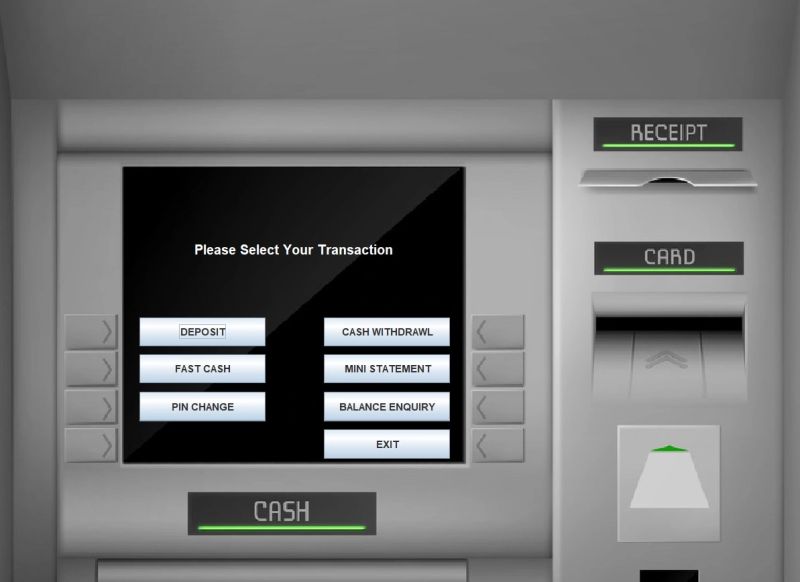 RECEIPT
Please Select Your Transaction
CARD
DEPOSIT
CASH WITHDRAWL
FAST CASH
MINI STATEMENT
PIN CHANGE
BALANCE ENQUIRY
EXIT
CASH